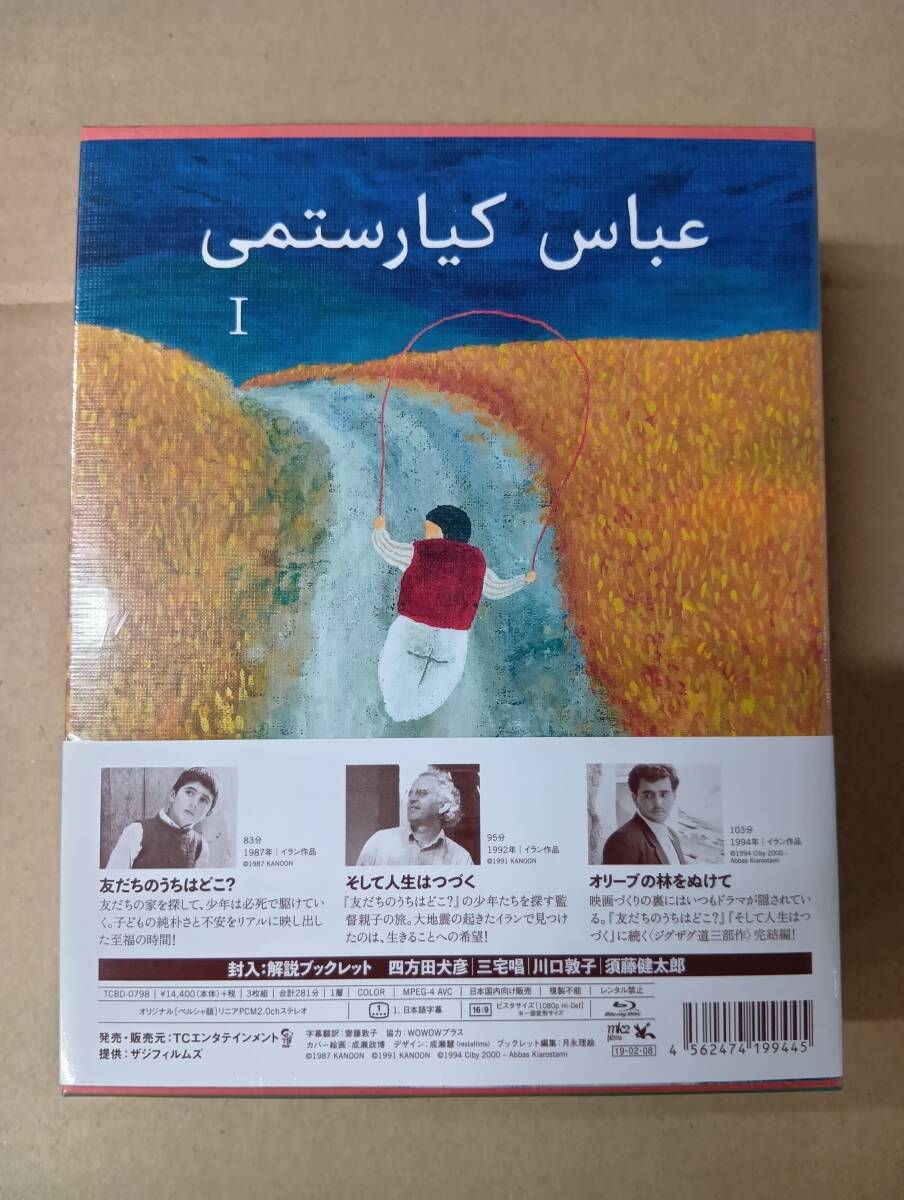 عباس کیارستمی
I
83分
1987年 | イラン作品
©1987 KANOON
友だちのうちはどこ?
友だちの家を探して、少年は必死で駆けてい
く。子どもの純朴さと不安をリアルに映し出し
た至福の時間!
95分
1992年 | イラン作品
©1991 KANOON
そして人生はつづく
『友だちのうちはどこ?』の少年たちを探す監
督親子の旅。大地震の起きたイランで見つけ
たのは、生きることへの希望!
103分
1994年 | イラン作品
©1994 Ciby 2000 -
Abbas Kiarostami
オリーブの林をぬけて
映画づくりの裏にはいつもドラマが隠されてい
る。『友だちのうちはどこ?』『そして人生はつ
づく』に続く〈ジグザグ道三部作〉完結編!
封入:解説ブックレット 四方田犬彦 | 三宅唱 | 川口敦子 | 須藤健太郎
TCBD-0798 | ¥14,400(本体)+税 | 3枚組 | 合計281分 | 1層 | COLOR | MPEG-4 AVC | 日本国内向け販売 | 複製不能 | レンタル禁止
オリジナル[ペルシャ語]リニアPCM2.0chステレオ
1
1. 日本語字幕
16:9
ビスタサイズ[1080p Hi-Def]
※一部変形サイズ
Blu-ray Disc
発売・販売元:TCエンタテインメント
提供:ザジフィルムズ
字幕翻訳:齋藤敦子 協力:WOWOWプラス
カバー絵画:成瀬政博 デザイン:成瀬慧(restafilms) ブックレット編集:月永理絵
©1987 KANOON ©1991 KANOON ©1994 Ciby 2000 - Abbas Kiarostami
mk2
films
19-02-08
4 562474 199445